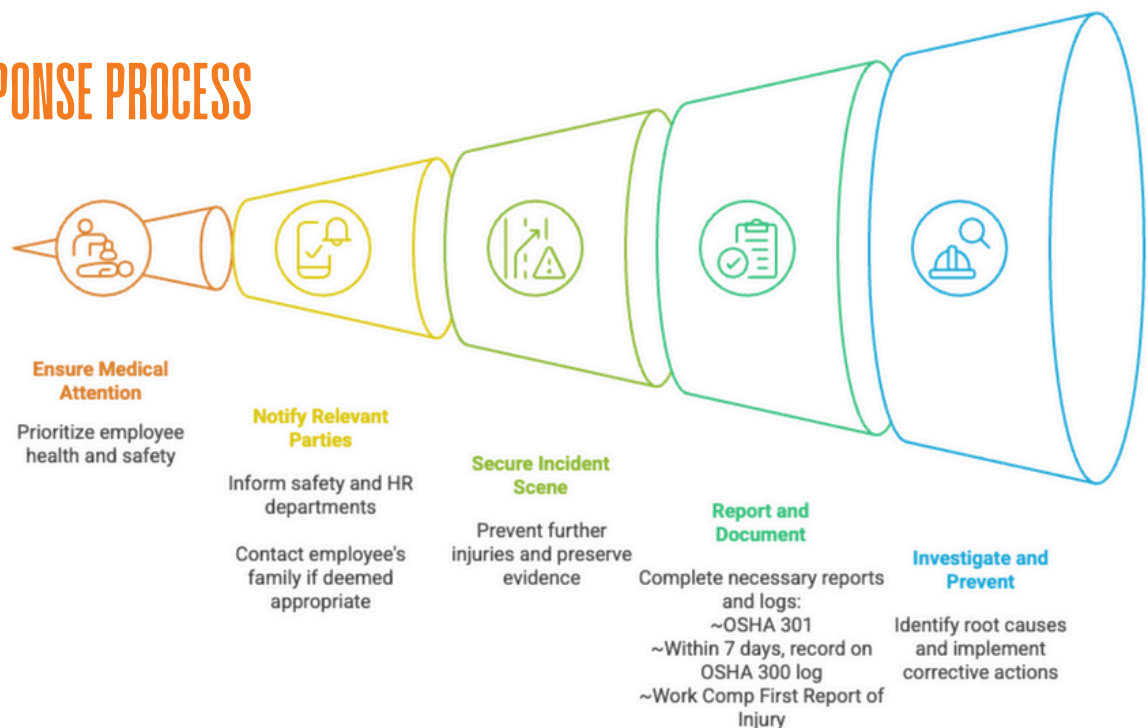 PONSE PROCESS
Ensure Medical
Attention
Prioritize employee
health and safety
Notify Relevant
Parties
Inform safety and HR
departments
Contact employee's
family if deemed
appropriate
Secure Incident
Scene
Prevent further
injuries and preserve
evidence
Report and
Document
Complete necessary reports
and logs:
~OSHA 301
~Within 7 days, record on
OSHA 300 log
~Work Comp First Report of
Injury
Investigate and
Prevent
Identify root causes
and implement
corrective actions